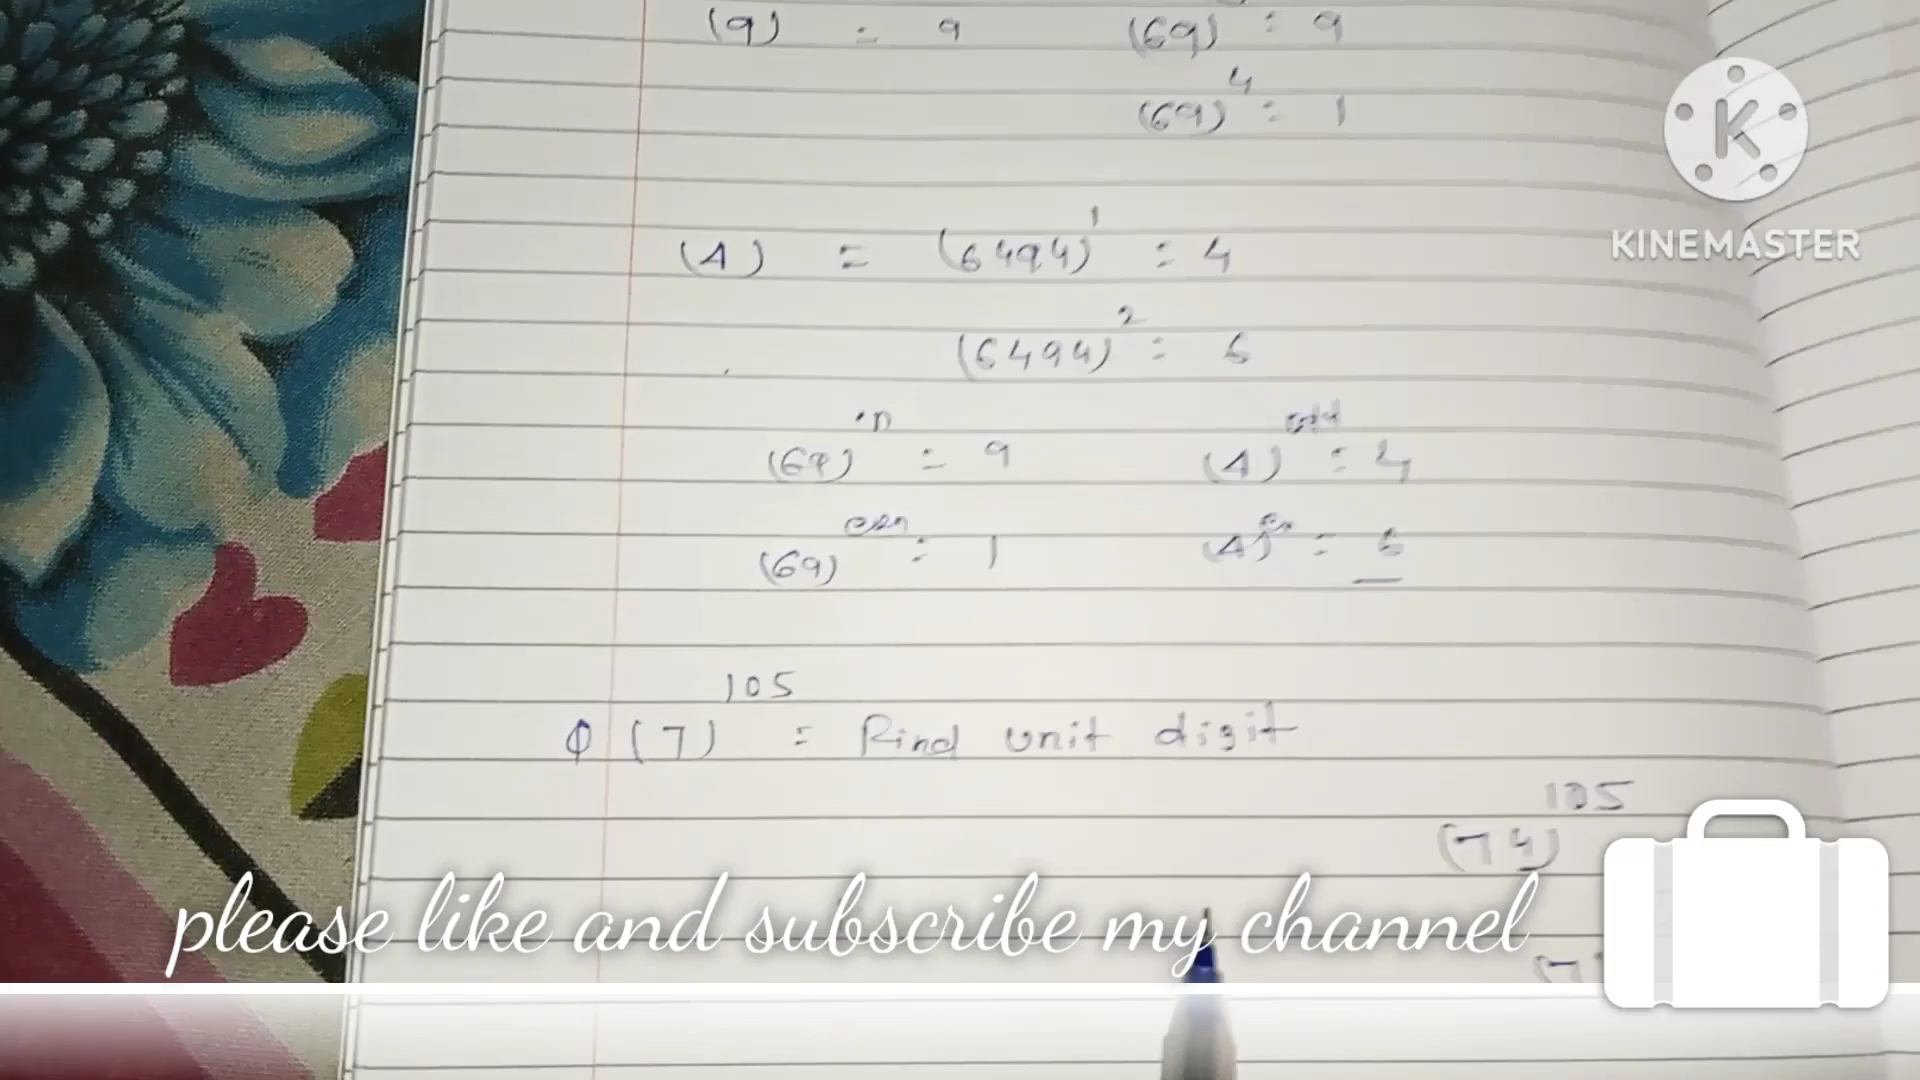 (9) = 9 (69) = 9
(69)^4 = 1
KINEMASTER
(4) = (6494)^1 = 4
(6494)^2 = 6
(69)^n = 9 (4)^odd = 4
(69)^even = 1 (4) = 6
Q (7)^105 = Find unit digit
(74)^105
please like and subscribe my channel